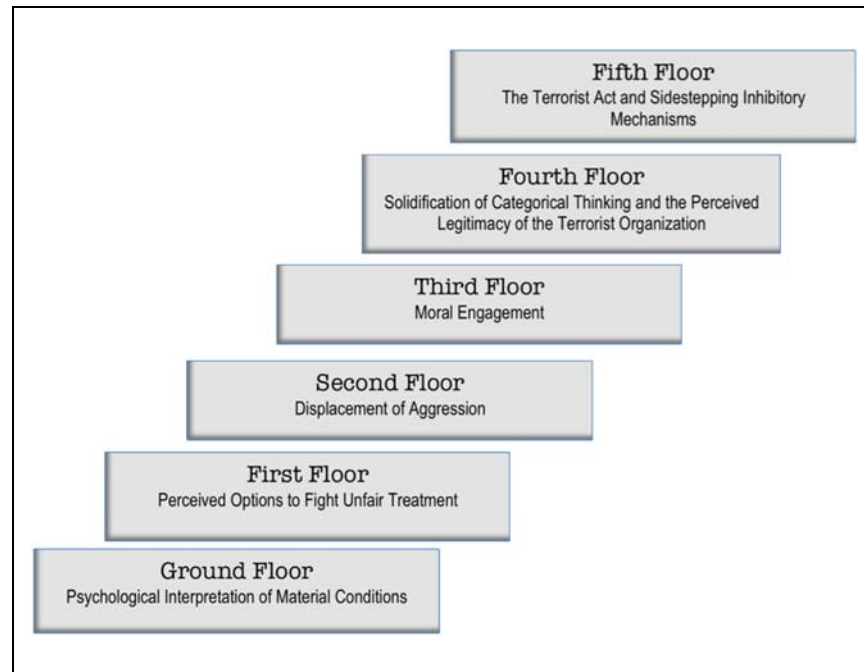 Fifth Floor
The Terrorist Act and Sidestepping Inhibitory
Mechanisms
Fourth Floor
Solidification of Categorical Thinking and the Perceived
Legitimacy of the Terrorist Organization
Third Floor
Moral Engagement
Second Floor
Displacement of Aggression
First Floor
Perceived Options to Fight Unfair Treatment
Ground Floor
Psychological Interpretation of Material Conditions